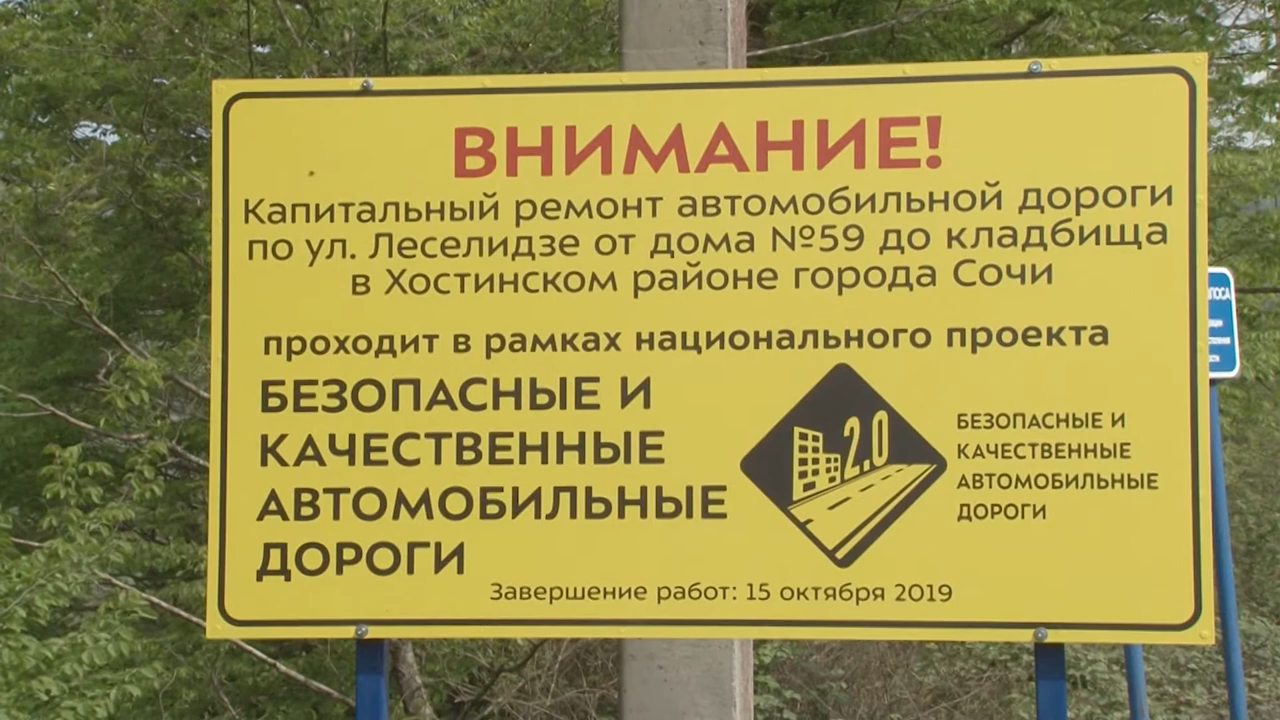 ВНИМАНИЕ!
Капитальный ремонт автомобильной дороги
по ул. Леселидзе от дома №59 до кладбища
в Хостинском районе города Сочи
проходит в рамках национального проекта
БЕЗОПАСНЫЕ И
КАЧЕСТВЕННЫЕ
АВТОМОБИЛЬНЫЕ
ДОРОГИ
2.0
БЕЗОПАСНЫЕ И
КАЧЕСТВЕННЫЕ
АВТОМОБИЛЬНЫЕ
ДОРОГИ
Завершение работ: 15 октября 2019